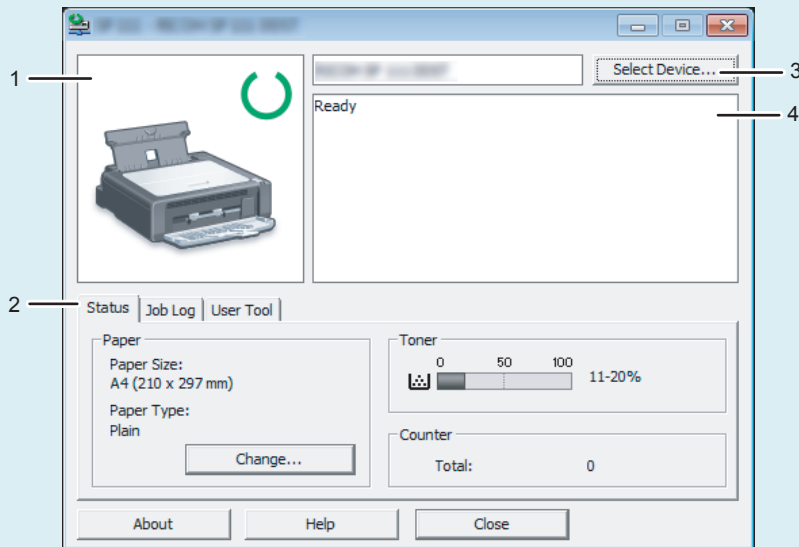 1
Select Device...
3
Ready
4
2
Status
Job Log
User Tool
Paper
Paper Size:
A4 (210 x 297 mm)
Paper Type:
Plain
Change...
Toner
0 50 100
11-20%
Counter
Total: 0
About
Help
Close